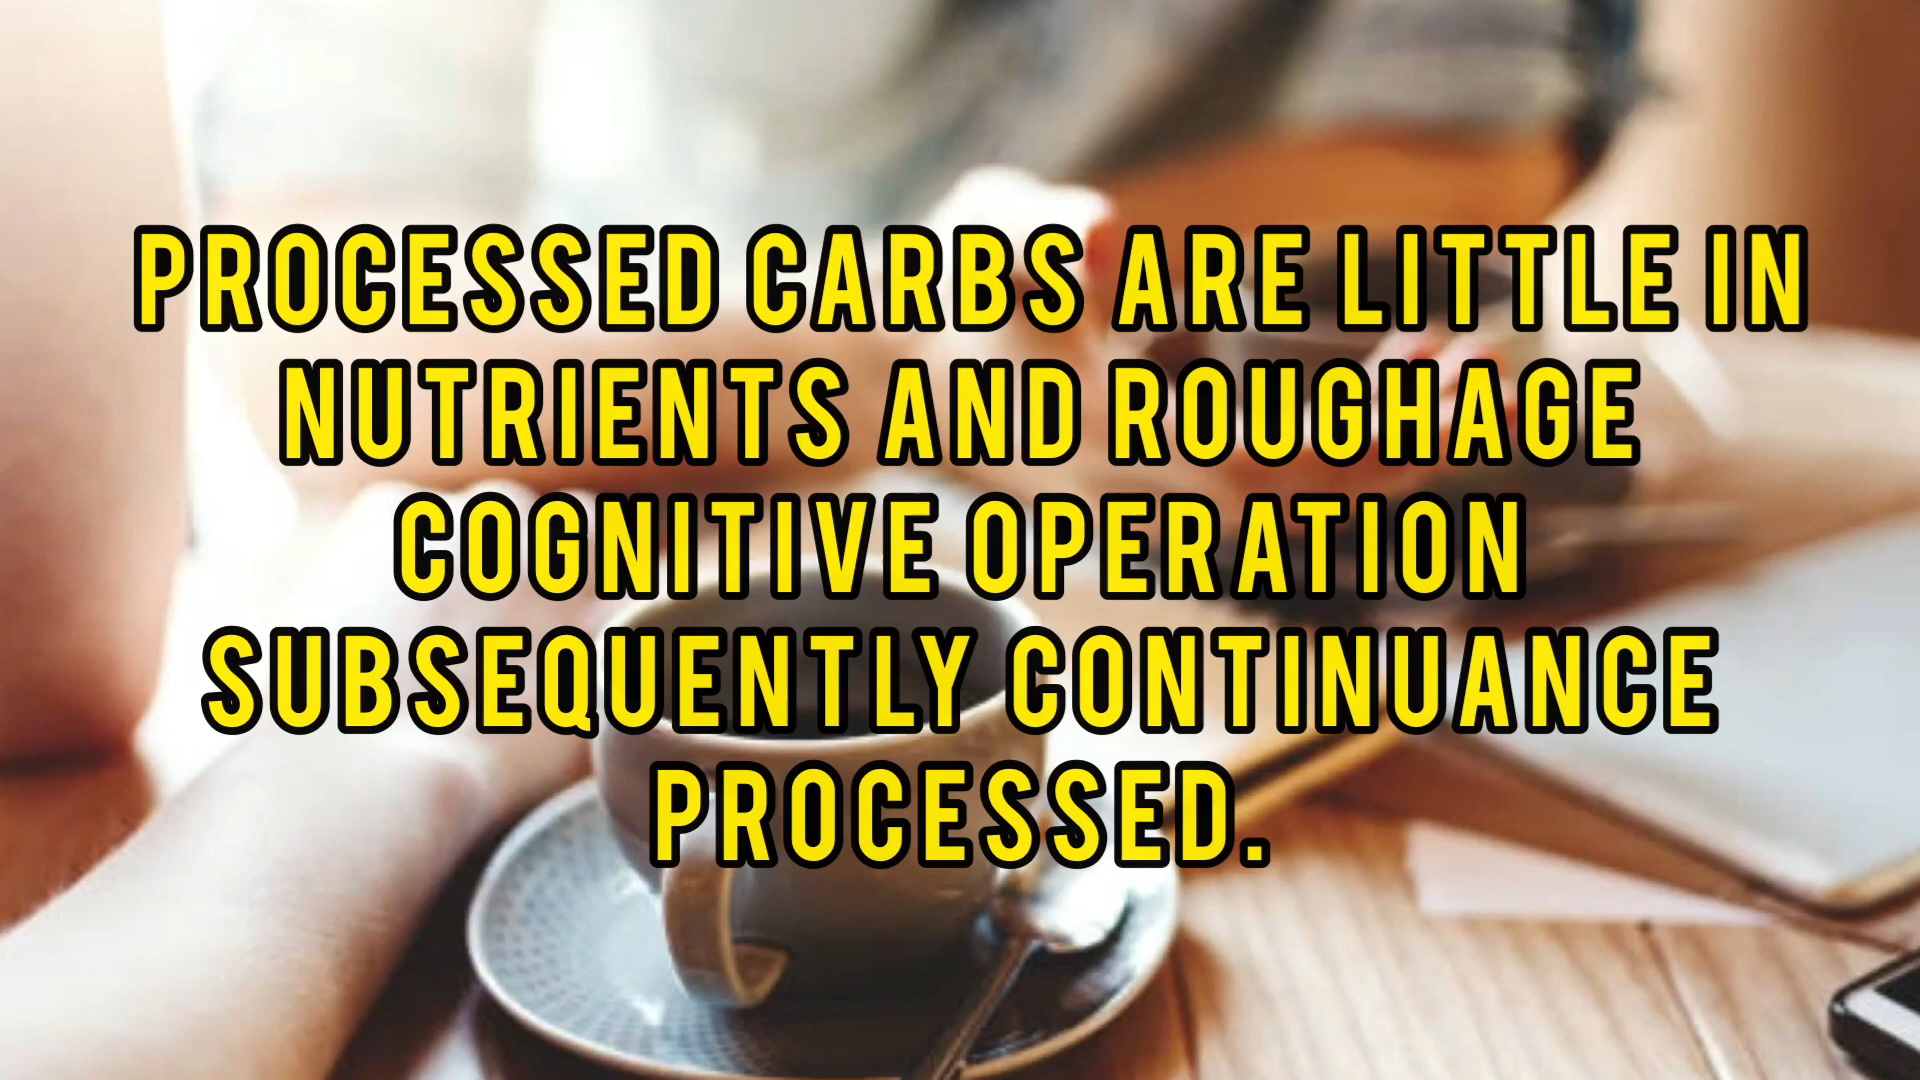 PROCESSED CARBS ARE LITTLE IN
NUTRIENTS AND ROUGHAGE
COGNITIVE OPERATION
SUBSEQUENTLY CONTINUANCE
PROCESSED.